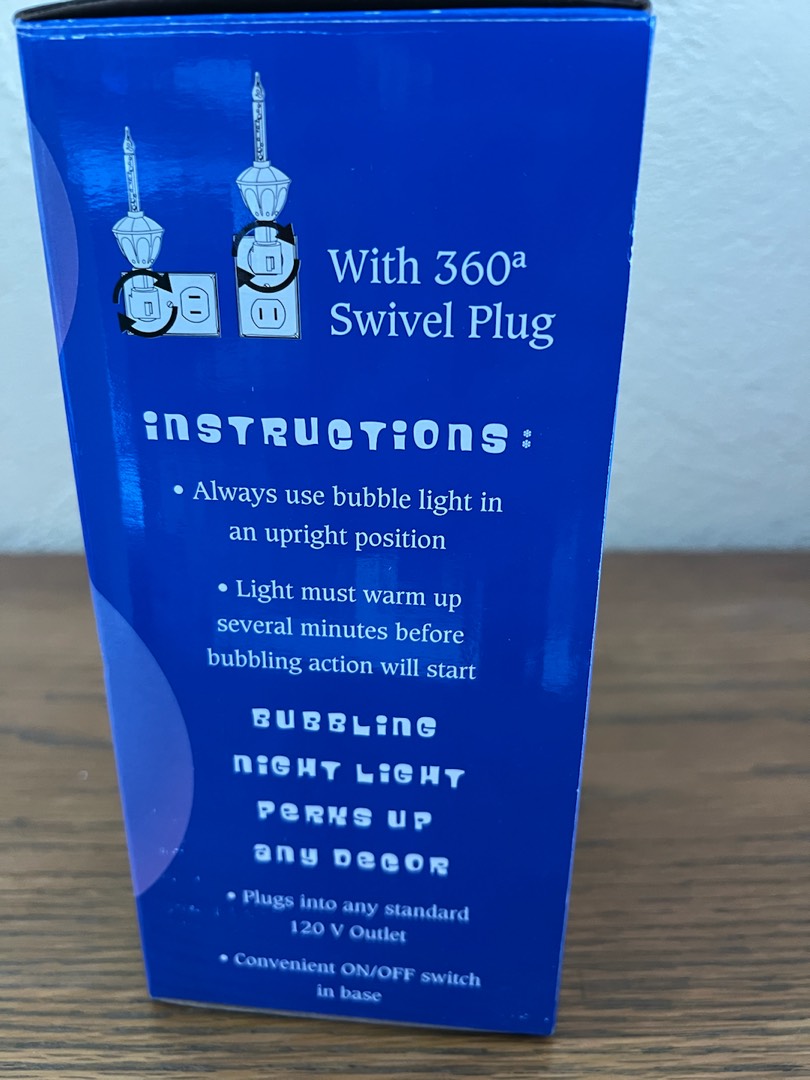 With 360ª
Swivel Plug
INSTRUCTIONS:
• Always use bubble light in
an upright position
• Light must warm up
several minutes before
bubbling action will start
BUBBLING
NIGHT LIGHT
PERKS UP
ANY DECOR
• Plugs into any standard
120 V Outlet
• Convenient ON/OFF switch
in base